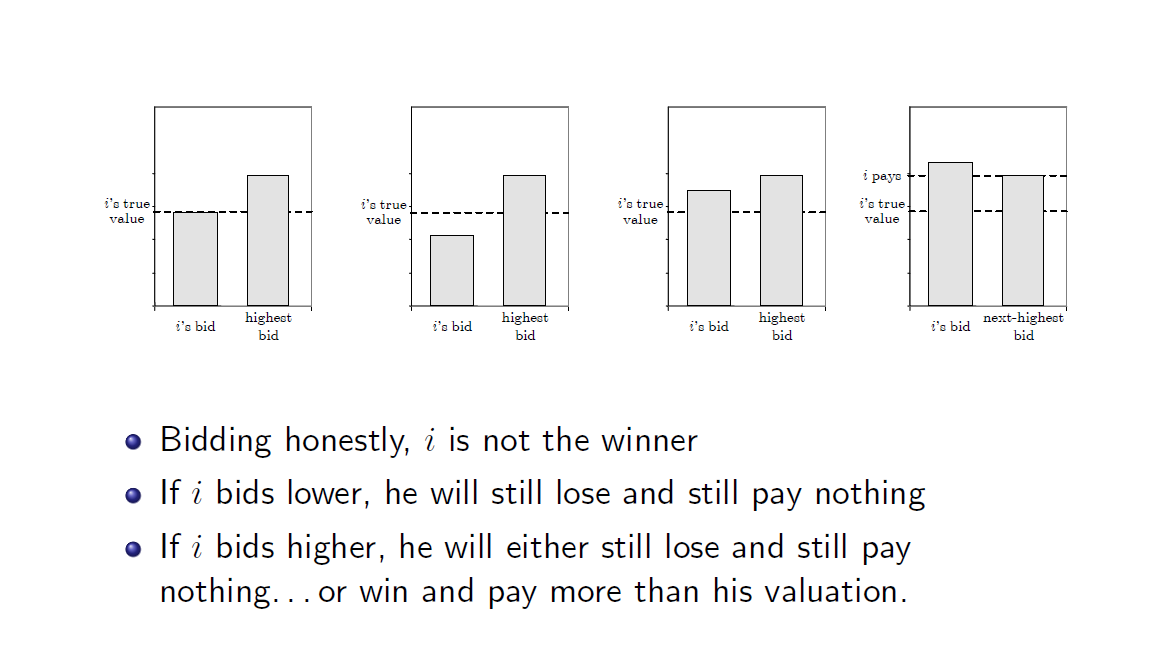 i's true
value
i's bid
highest
bid
i's true
value
i's bid
highest
bid
i's true
value
i's bid
highest
bid
i pays
i's true
value
i's bid
next-highest
bid
Bidding honestly, i is not the winner
If i bids lower, he will still lose and still pay nothing
If i bids higher, he will either still lose and still pay
nothing...or win and pay more than his valuation.